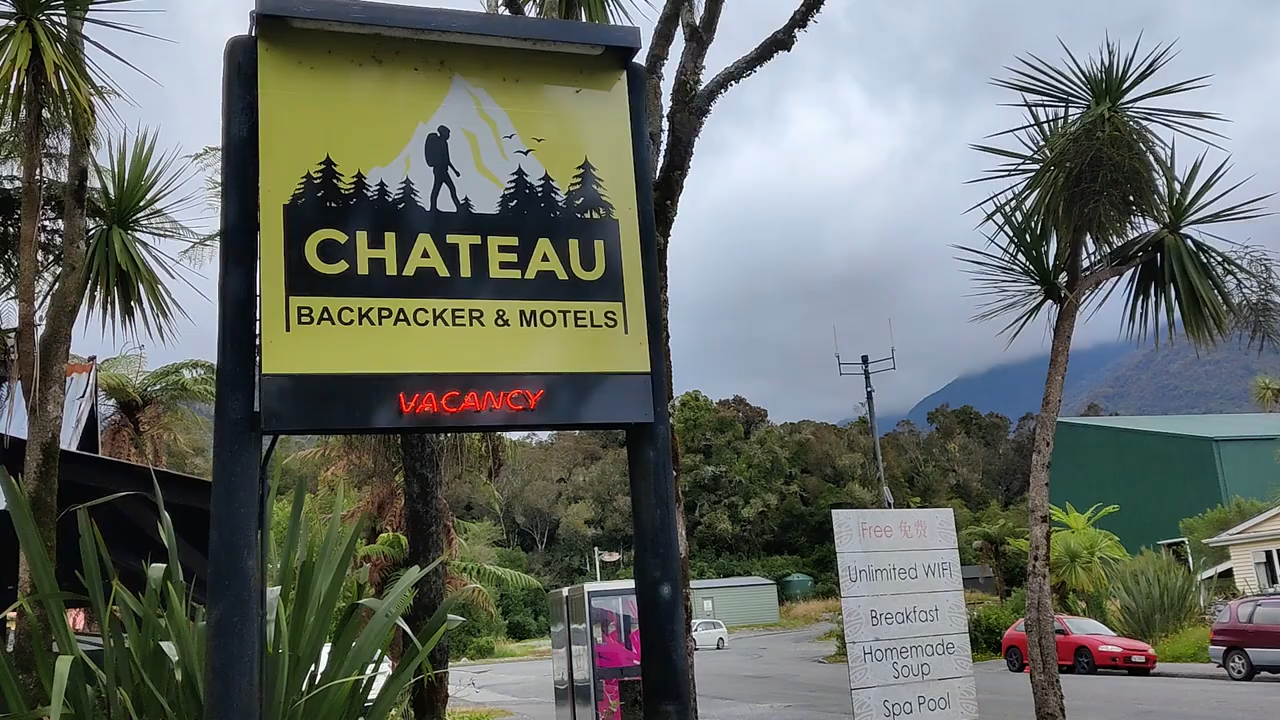 CHATEAU
BACKPACKER & MOTELS
VACANCY
Free 免费
Unlimited WIFI
Breakfast
Homemade
Soup
Spa Pool